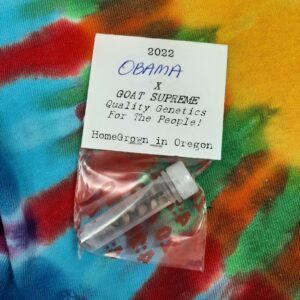 2022
OBAMA
X
GOAT SUPREME
Quality Genetics
For The People!
HomeGrown in Oregon